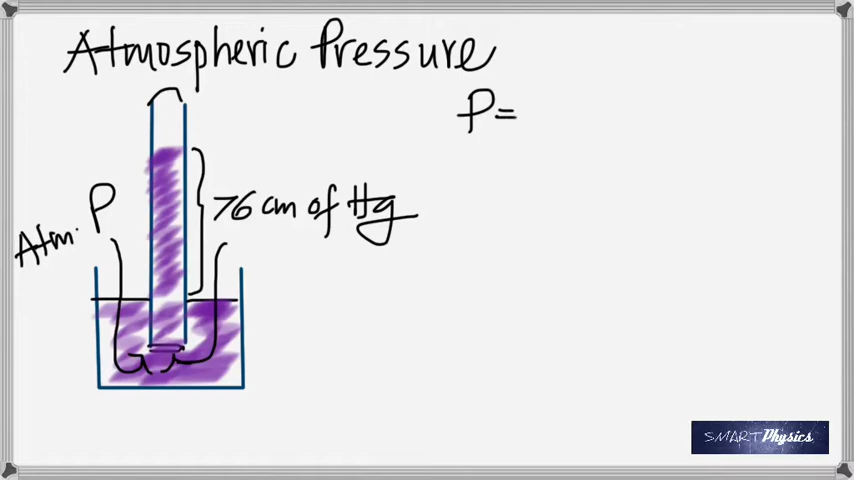 Atmospheric Pressure
P=
Atm. P
76 cm of Hg
SMARTPhysics